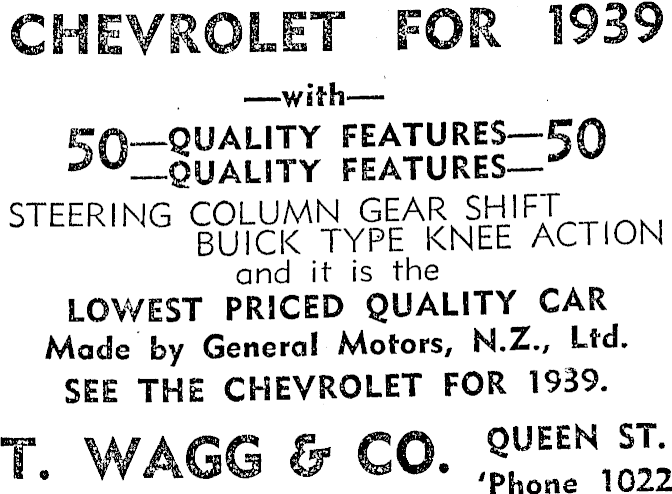 CHEVROLET FOR 1939
—with—
50—QUALITY FEATURES—50
—QUALITY FEATURES—
STEERING COLUMN GEAR SHIFT
BUICK TYPE KNEE ACTION
and it is the
LOWEST PRICED QUALITY CAR
Made by General Motors, N.Z., Ltd.
SEE THE CHEVROLET FOR 1939.
T. WAGG & CO. QUEEN ST.
'Phone 1022